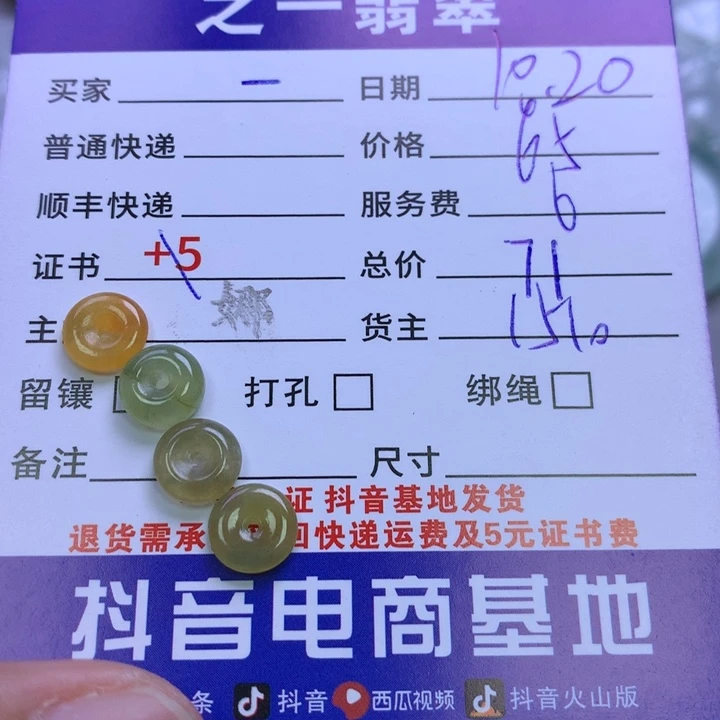 之一翡翠
买家 一 日期 10.20
普通快递 价格 65
顺丰快递 服务费 6
证书 +5 总价 71
主 娜 货主
留镶 打孔 绑绳
备注 尺寸
证 抖音基地发货
退货需承 回快递运费及5元证书费
抖音电商基地
条 抖音 西瓜视频 抖音火山版